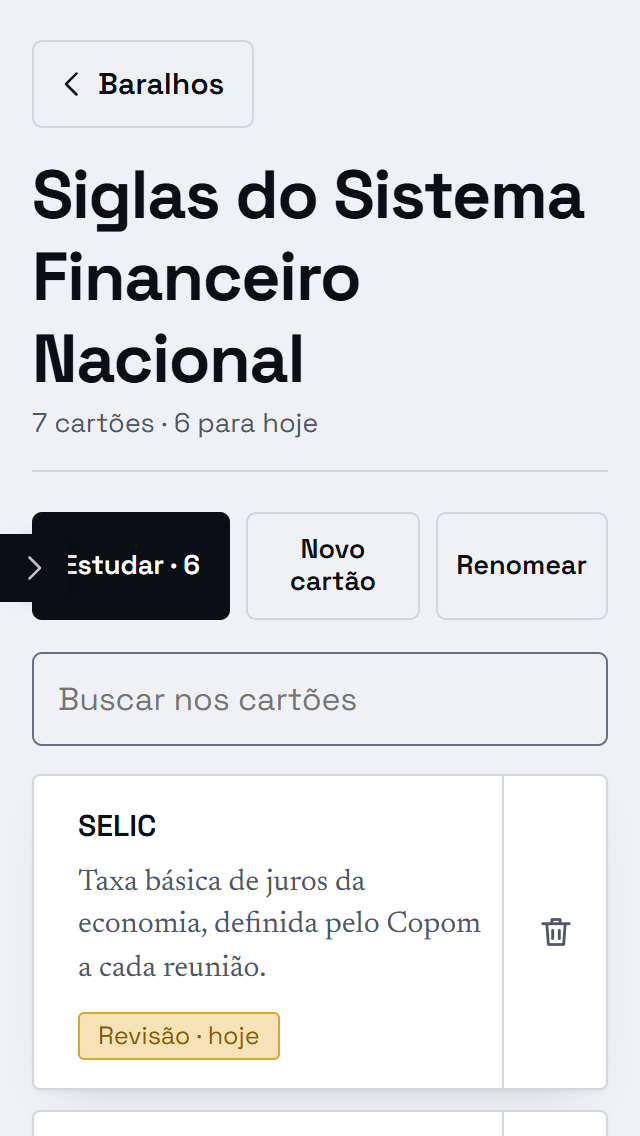 Baralhos
Siglas do Sistema
Financeiro
Nacional
7 cartões · 6 para hoje
Estudar · 6
Novo
cartão
Renomear
Buscar nos cartões
SELIC
Taxa básica de juros da
economia, definida pelo Copom
a cada reunião.
Revisão · hoje